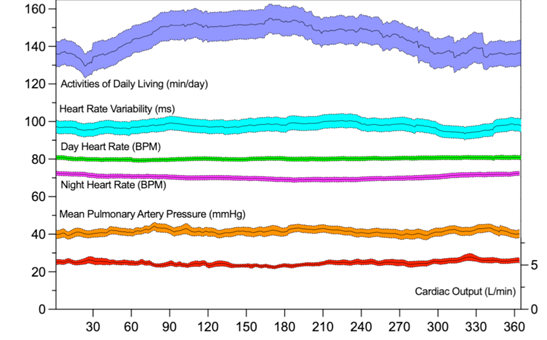 160
140
120
Activities of Daily Living (min/day)
Heart Rate Variability (ms)
100
Day Heart Rate (BPM)
80
Night Heart Rate (BPM)
60
Mean Pulmonary Artery Pressure (mmHg)
40
20
5
Cardiac Output (L/min)
0
0
30 60 90 120 150 180 210 240 270 300 330 360